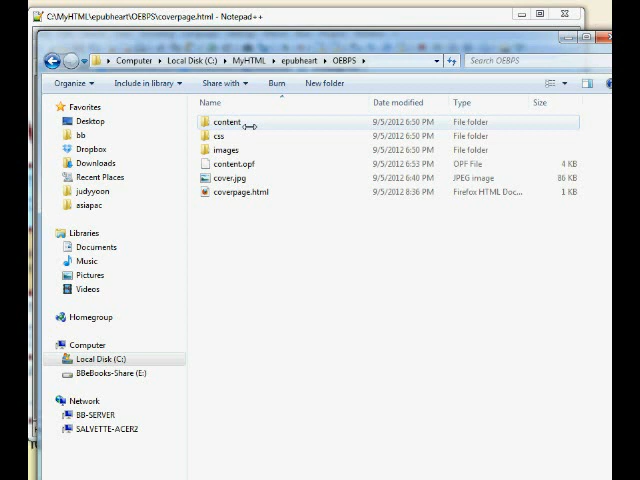 C:\MyHTML\epubheart\OEBPS\coverpage.html - Notepad++
Computer Local Disk (C:) MyHTML epubheart OEBPS Search OEBPS
Organize Include in library Share with Burn New folder
Favorites
Desktop
bb
Dropbox
Downloads
Recent Places
judyyoon
asiapac
Libraries
Documents
Music
Pictures
Videos
Homegroup
Computer
Local Disk (C:)
BBeBooks-Share (E:)
Network
BB-SERVER
SALVETTE-ACER2
Name Date modified Type Size
content 9/5/2012 6:50 PM File folder
css 9/5/2012 6:50 PM File folder
images 9/5/2012 6:50 PM File folder
content.opf 9/5/2012 6:53 PM OPF File 4 KB
cover.jpg 9/5/2012 6:40 PM JPEG image 86 KB
coverpage.html 9/5/2012 8:36 PM Firefox HTML Doc... 1 KB